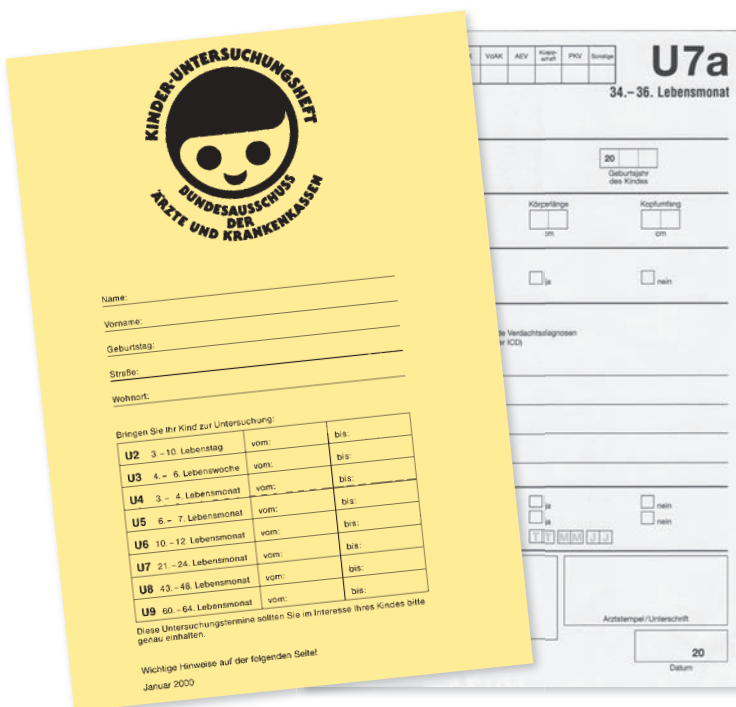 KINDER-UNTERSUCHUNGSHEFT
BUNDESAUSSCHUSS
DER
ÄRZTE UND KRANKENKASSEN
Name:
Vorname:
Geburtstag:
Straße:
Wohnort:
Bringen Sie Ihr Kind zur Untersuchung:
U2 3.–10. Lebenstag vom: bis:
U3 4.– 6. Lebenswoche vom: bis:
U4 3.– 4. Lebensmonat vom: bis:
U5 6.– 7. Lebensmonat vom: bis:
U6 10.–12. Lebensmonat vom: bis:
U7 21.–24. Lebensmonat vom: bis:
U8 43.–48. Lebensmonat vom: bis:
U9 60.–64. Lebensmonat vom: bis:
Diese Untersuchungstermine sollten Sie im Interesse Ihres Kindes bitte
genau einhalten.
Wichtige Hinweise auf der folgenden Seite!
Januar 2000
VdAK AEV Knapp-schaft PKV Sonstige
U7a
34.–36. Lebensmonat
20
Geburtsjahr
des Kindes
Körperlänge Kopfumfang
cm cm
ja nein
de Verdachtsdiagnosen
er ICD)
ja nein
ja nein
T T M M J J
Arztstempel/Unterschrift
20
Datum